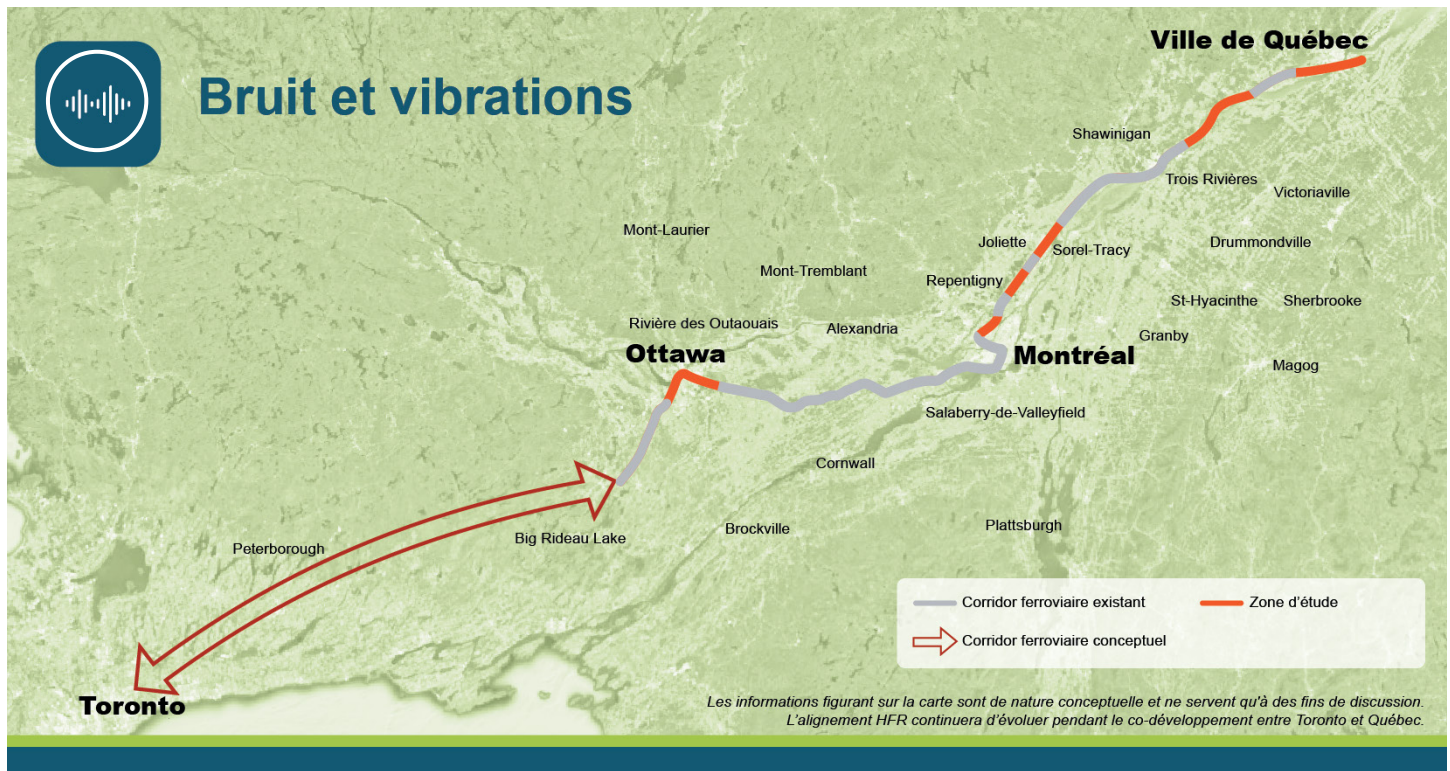 Ville de Québec
Bruit et vibrations
Shawinigan
Trois Rivières
Victoriaville
Mont-Laurier
Joliette
Sorel-Tracy
Drummondville
Mont-Tremblant
Repentigny
St-Hyacinthe
Sherbrooke
Rivière des Outaouais
Alexandria
Granby
Ottawa
Montréal
Magog
Salaberry-de-Valleyfield
Cornwall
Brockville
Plattsburgh
Big Rideau Lake
Peterborough
Corridor ferroviaire existant
Zone d'étude
Corridor ferroviaire conceptuel
Toronto
Les informations figurant sur la carte sont de nature conceptuelle et ne servent qu'à des fins de discussion.
L'alignement HFR continuera d'évoluer pendant le co-développement entre Toronto et Québec.